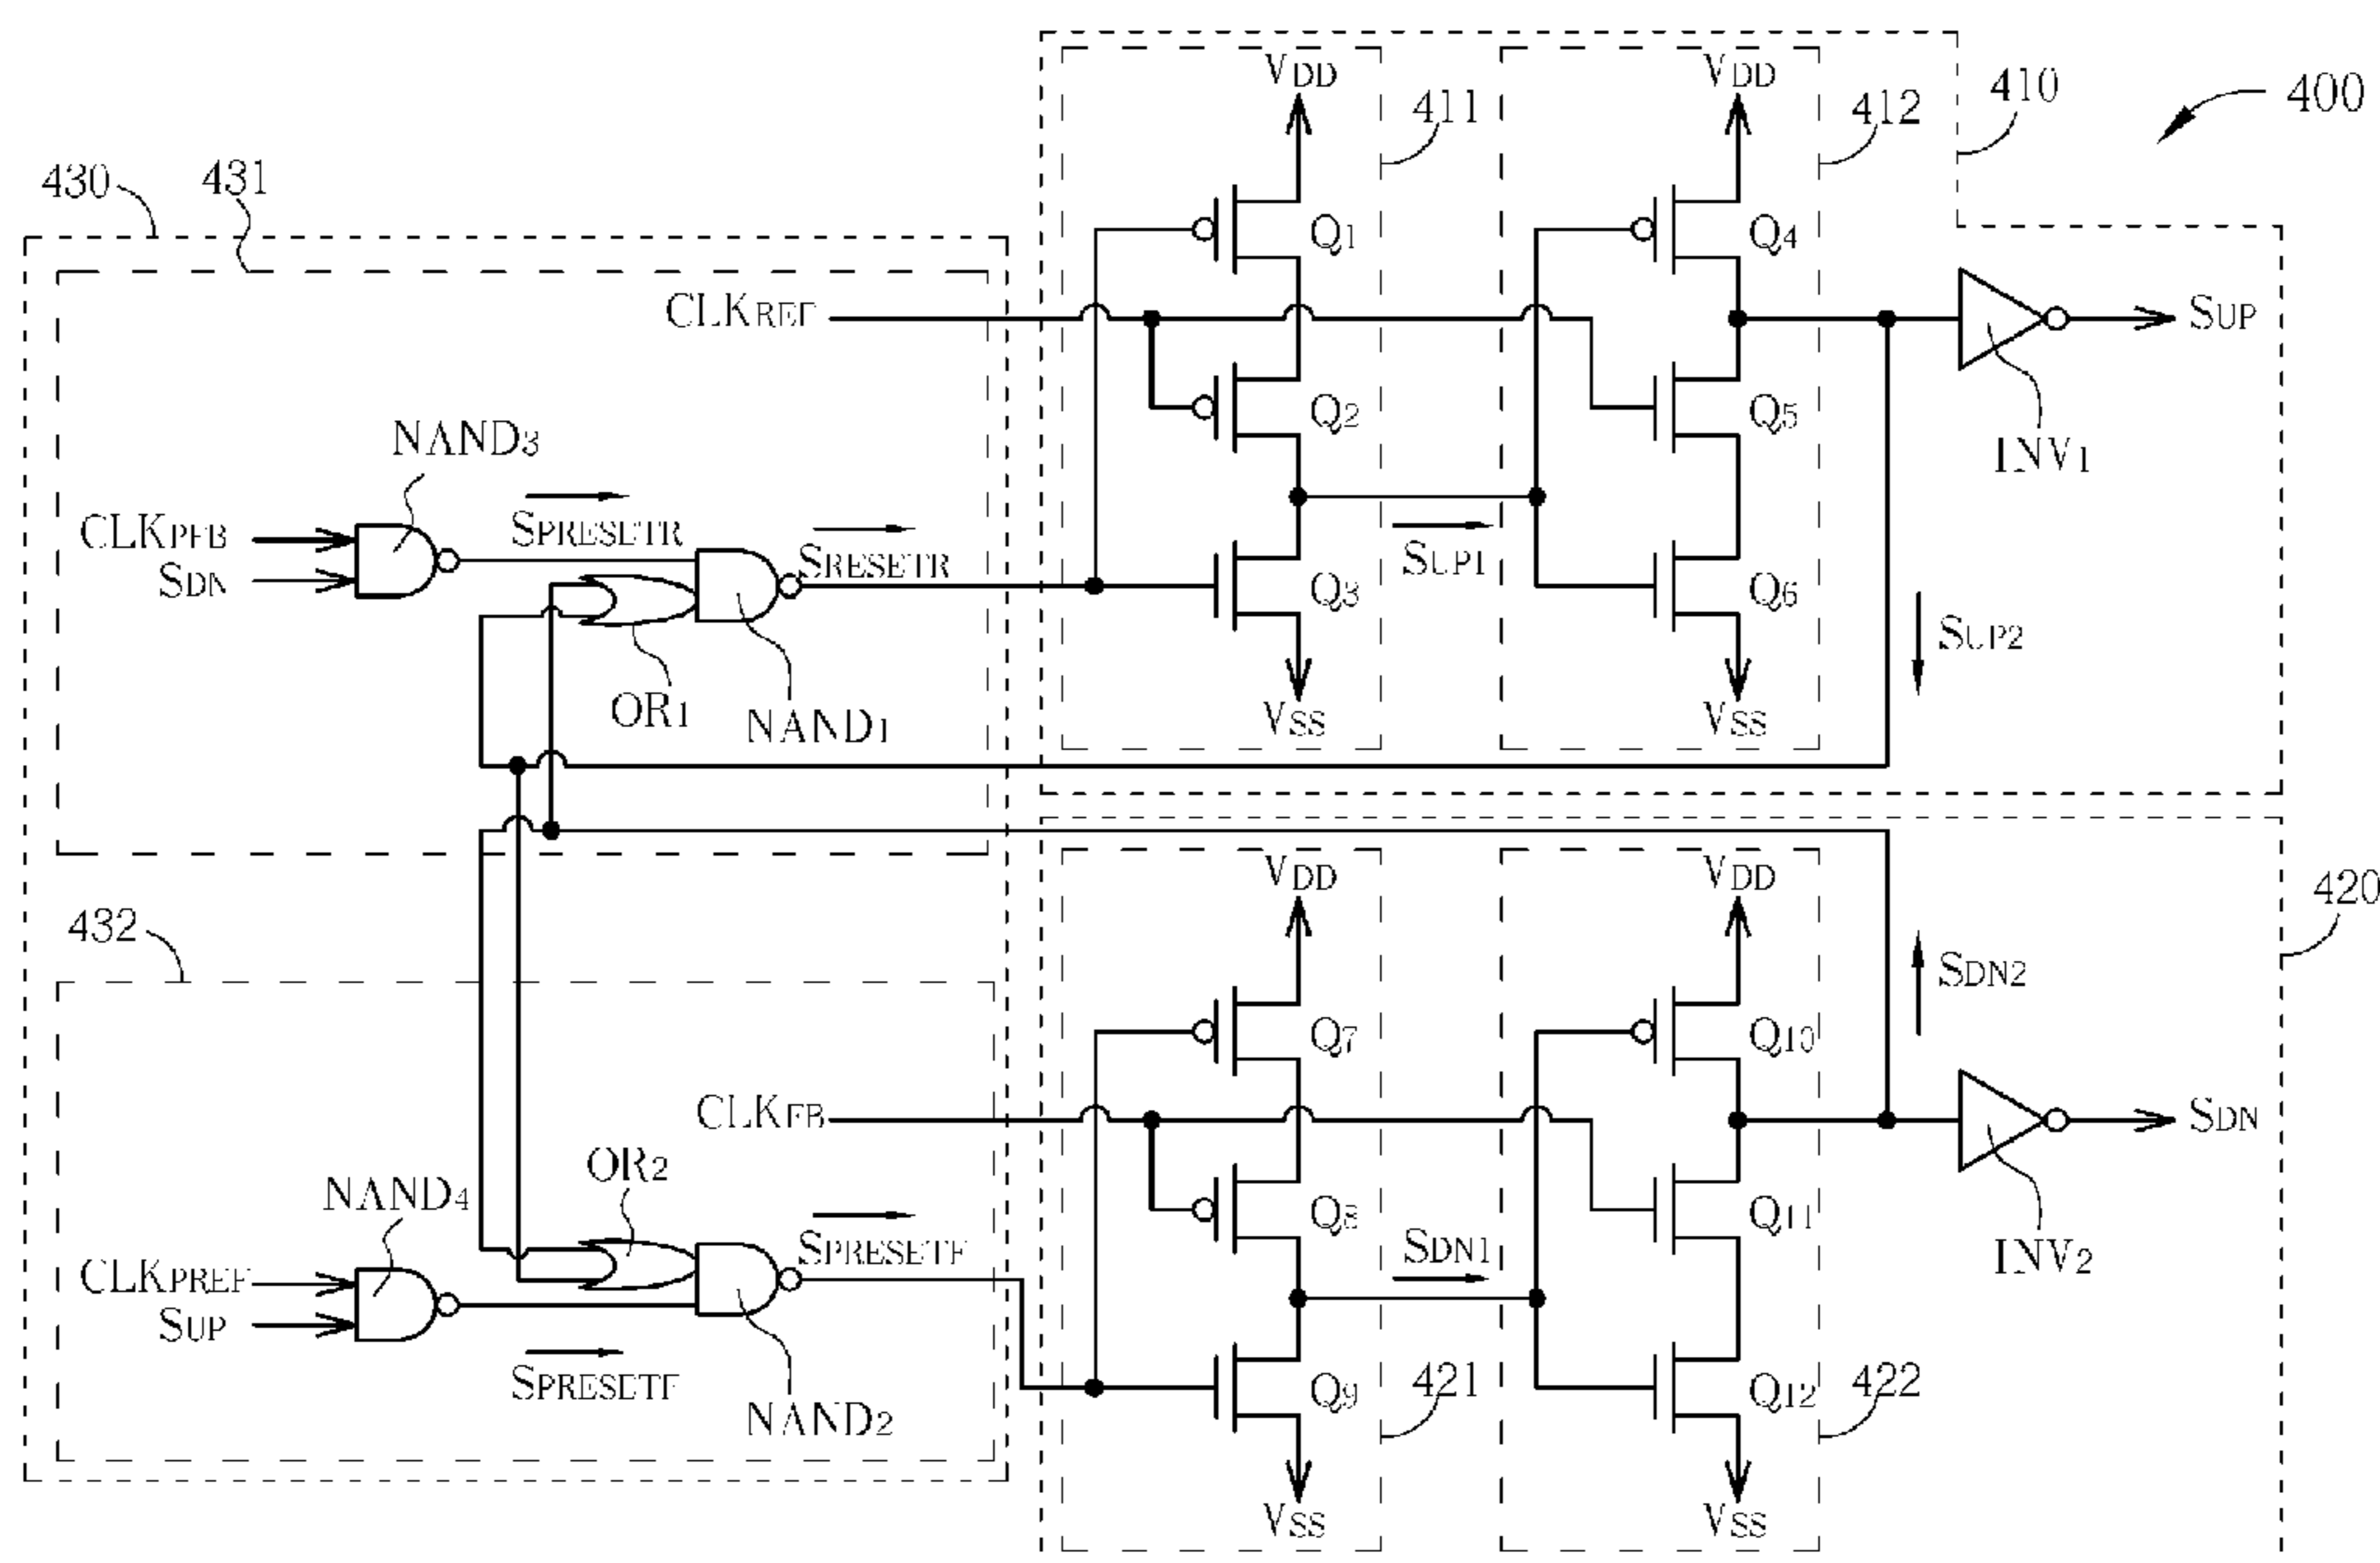 VDD
VDD
411
412
410
400
430
431
Q1
Q4
CLKREF
SUP
Q2
Q5
INV1
NAND3
SPRESETR
CLKPFB
SDN
SRESETR
SUP1
Q3
Q6
SUP2
OR1
NAND1
VSS
VSS
VDD
VDD
420
432
SDN2
Q7
Q10
CLKFB
SDN
OR2
NAND4
Q8
Q11
SPRESETF
SDN1
INV2
CLKPREF
SUP
SPRESETF
NAND2
Q9
421
Q12
422
VSS
VSS